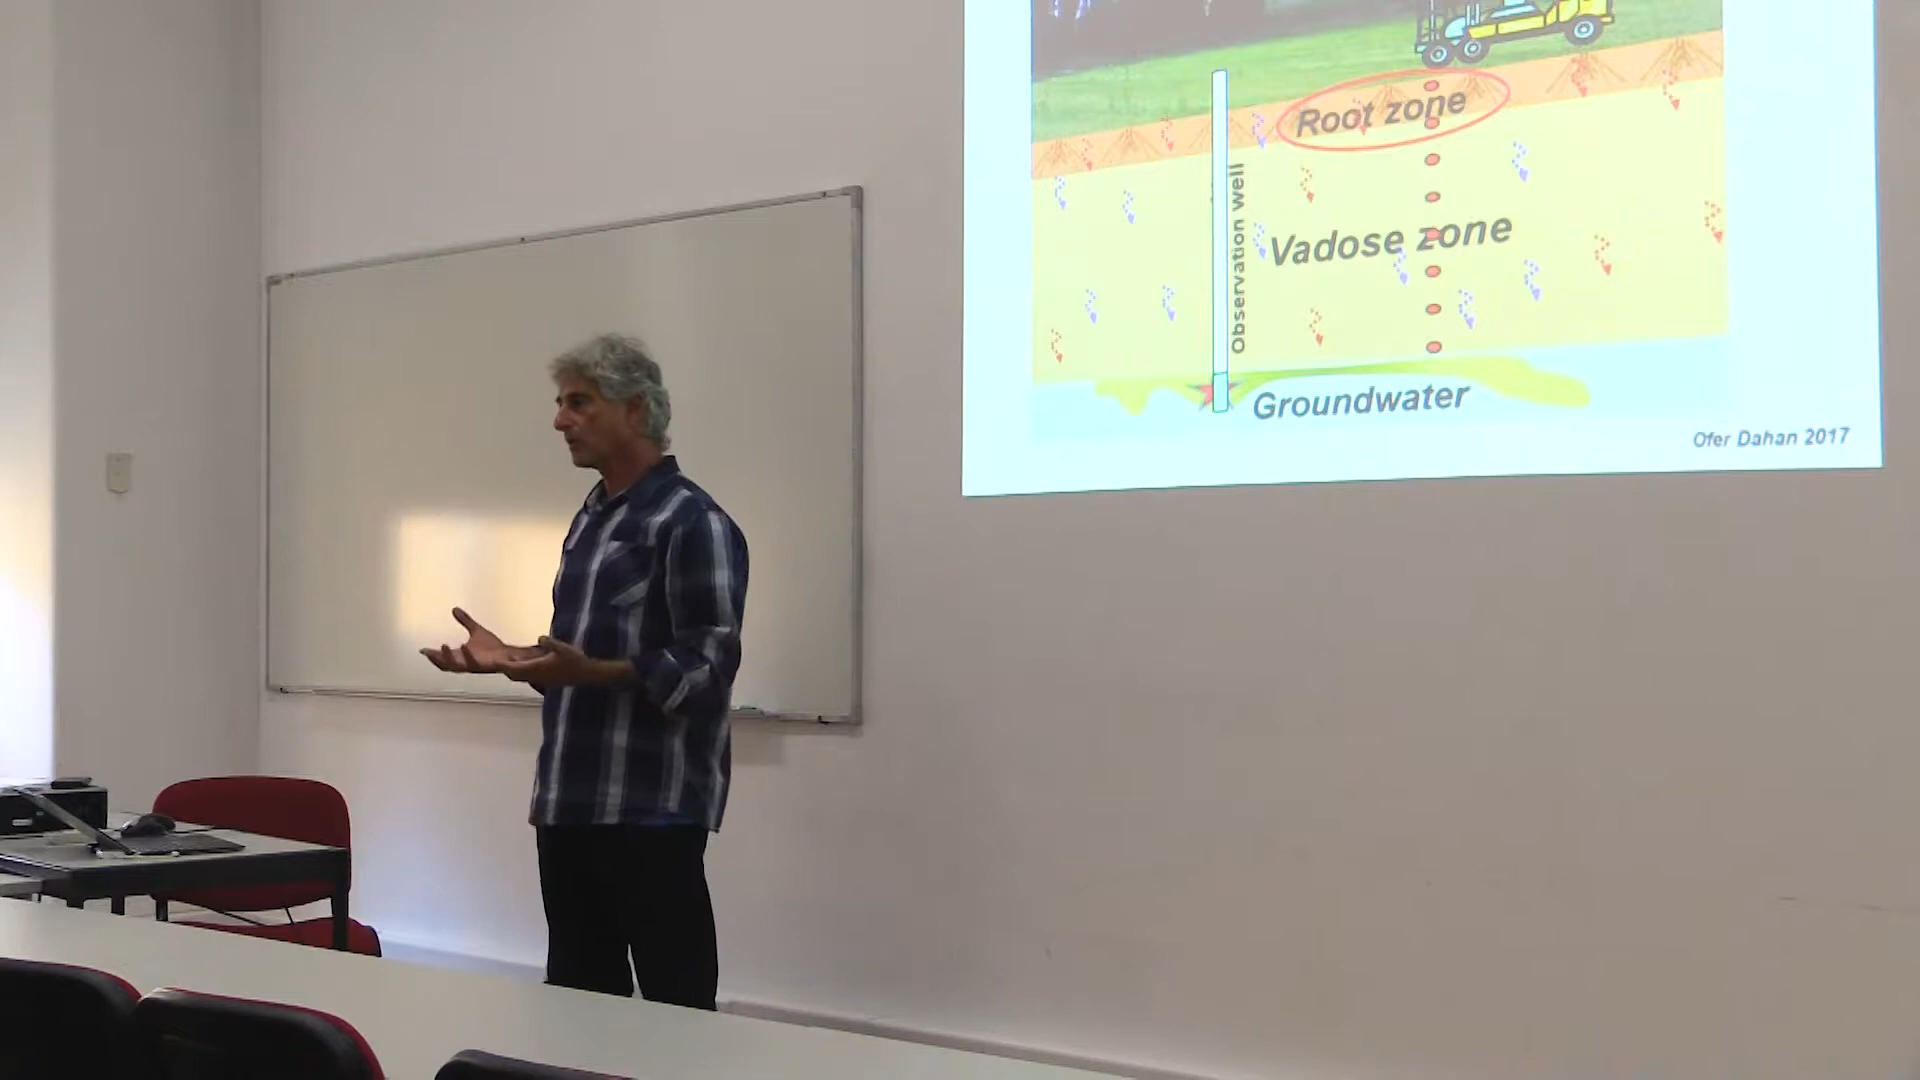 Root zone
Observation well
Vadose zone
Groundwater
Ofer Dahan 2017